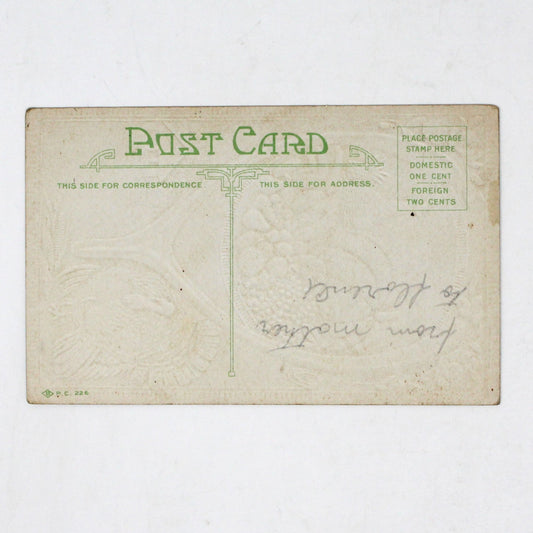 POST CARD
THIS SIDE FOR CORRESPONDENCE
THIS SIDE FOR ADDRESS.
PLACE POSTAGE
STAMP HERE
DOMESTIC
ONE CENT
FOREIGN
TWO CENTS
from mother
to florence
P.C. 226